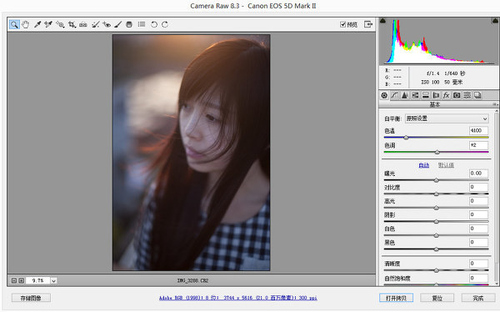 Camera Raw 8.3 - Canon EOS 5D Mark II
预览
R: ---
G: ---
B: ---
f/1.4 1/640 秒
ISO 100 50 毫米
基本
白平衡: 原照设置
色温 4100
色调 +2
自动 默认值
曝光 0.00
对比度 0
高光 0
阴影 0
白色 0
黑色 0
清晰度 0
自然饱和度 0
9.7%
IMG_3200.CR2
存储图像
Adobe RGB (1998); 8 位; 3744 x 5616 (21.0 百万像素); 300 ppi
打开拷贝
复位
完成